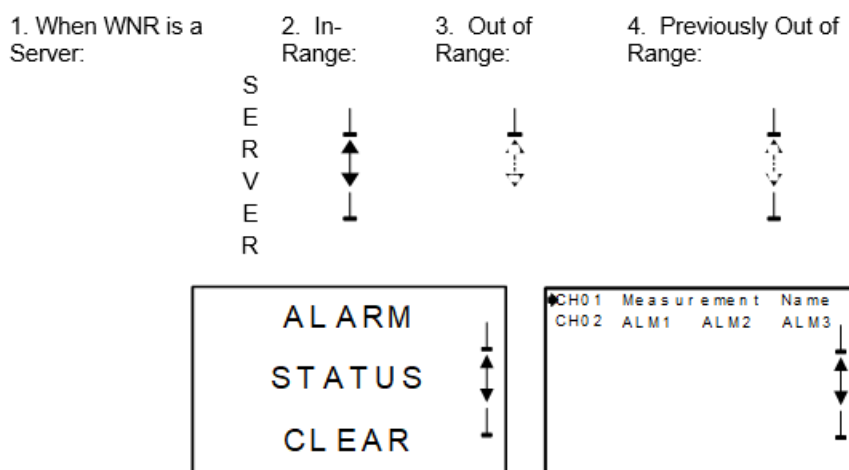 1. When WNR is a Server:
2. In-Range:
3. Out of Range:
4. Previously Out of Range:
S
E
R
V
E
R
ALARM
STATUS
CLEAR
CH01 Measurement Name
CH02 ALM1 ALM2 ALM3